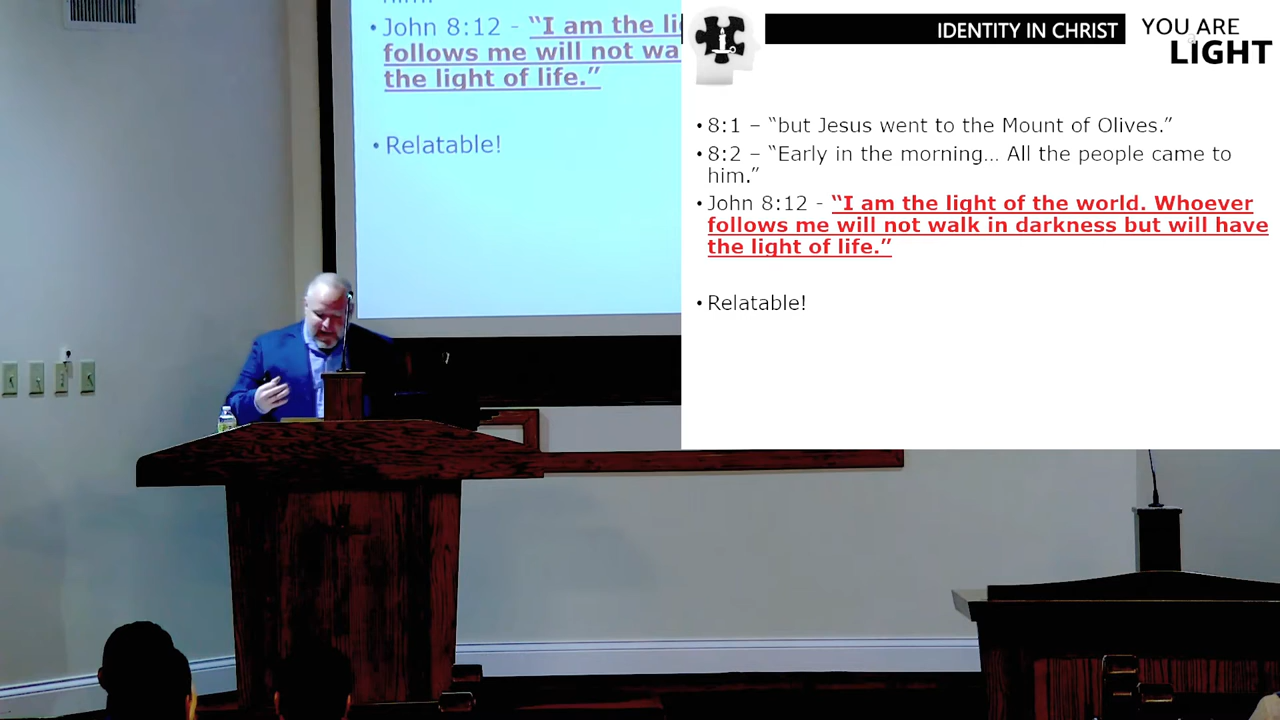 him."
• John 8:12 - "I am the li
follows me will not wa
the light of life."
• Relatable!
IDENTITY IN CHRIST
YOU ARE
LIGHT
• 8:1 – "but Jesus went to the Mount of Olives."
• 8:2 – "Early in the morning... All the people came to
him."
John 8:12 - "I am the light of the world. Whoever
follows me will not walk in darkness but will have
the light of life."
• Relatable!